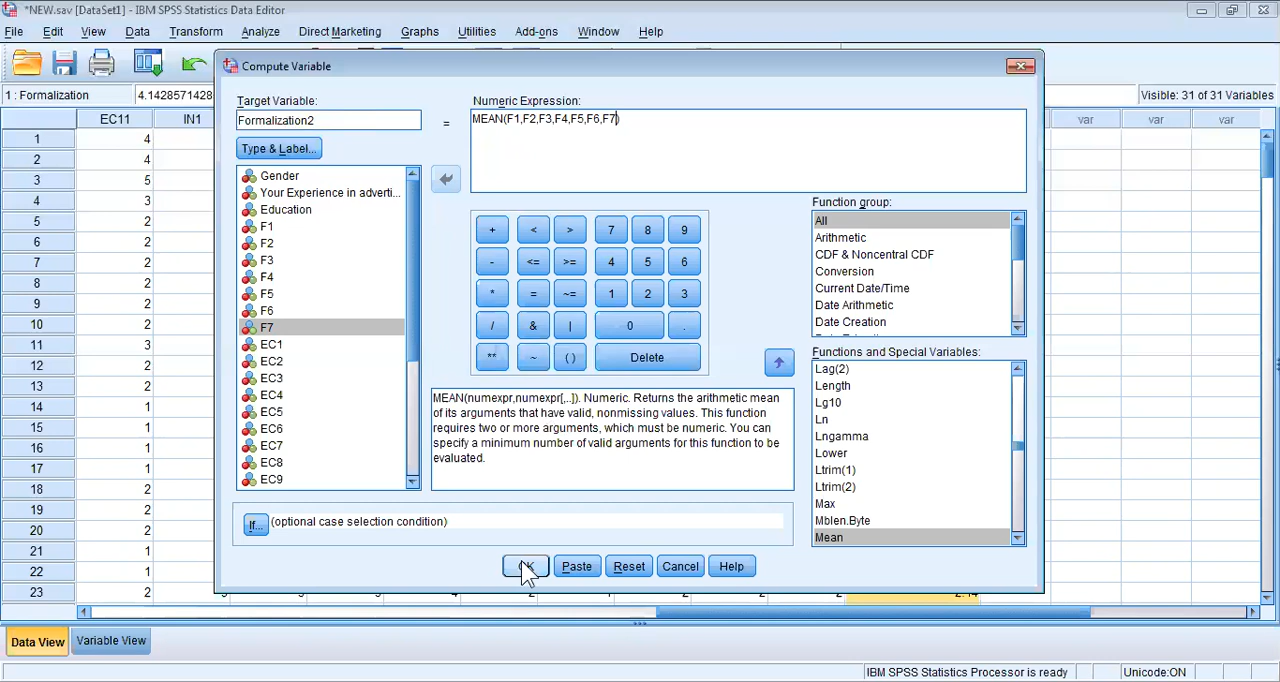 *NEW.sav [DataSet1] - IBM SPSS Statistics Data Editor
File Edit View Data Transform Analyze Direct Marketing Graphs Utilities Add-ons Window Help
Compute Variable
1 : Formalization 4.1428571428 Visible: 31 of 31 Variables
EC11 IN1 var var var
1 4
2 4
3 5
4 3
5 2
6 2
7 2
8 2
9 2
10 2
11 3
12 2
13 2
14 1
15 1
16 1
17 1
18 2
19 2
20 2
21 1
22 1
23 2
Target Variable:
Formalization2
=
Numeric Expression:
MEAN(F1,F2,F3,F4,F5,F6,F7)
Type & Label...
Gender
Your Experience in adverti...
Education
F1
F2
F3
F4
F5
F6
F7
EC1
EC2
EC3
EC4
EC5
EC6
EC7
EC8
EC9
+ < > 7 8 9
- <= >= 4 5 6
* = ~= 1 2 3
/ & | 0 .
** ~ ( ) Delete
MEAN(numexpr,numexpr[,..]). Numeric. Returns the arithmetic
mean of its arguments that have valid, nonmissing values. This function
requires two or more arguments, which must be numeric. You can
specify a minimum number of valid arguments for this function to be
evaluated.
Function group:
All
Arithmetic
CDF & Noncentral CDF
Conversion
Current Date/Time
Date Arithmetic
Date Creation
Functions and Special Variables:
Lag(2)
Length
Lg10
Ln
Lngamma
Lower
Ltrim(1)
Ltrim(2)
Max
Mblen.Byte
Mean
If... (optional case selection condition)
Paste Reset Cancel Help
Data View Variable View
IBM SPSS Statistics Processor is ready Unicode:ON